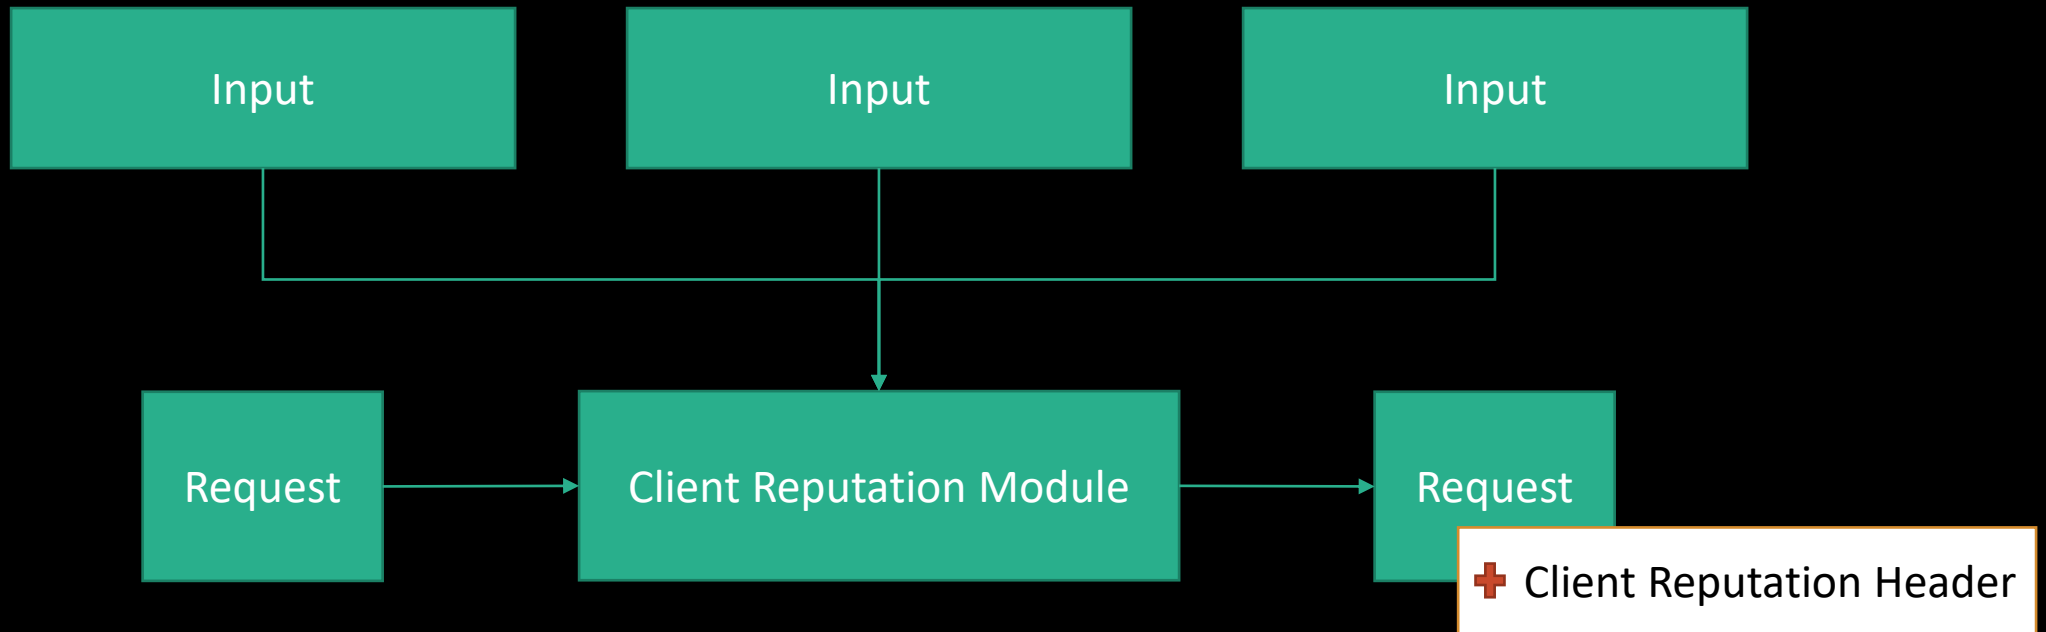 Input
Input
Input
Request
Client Reputation Module
Request
Client Reputation Header